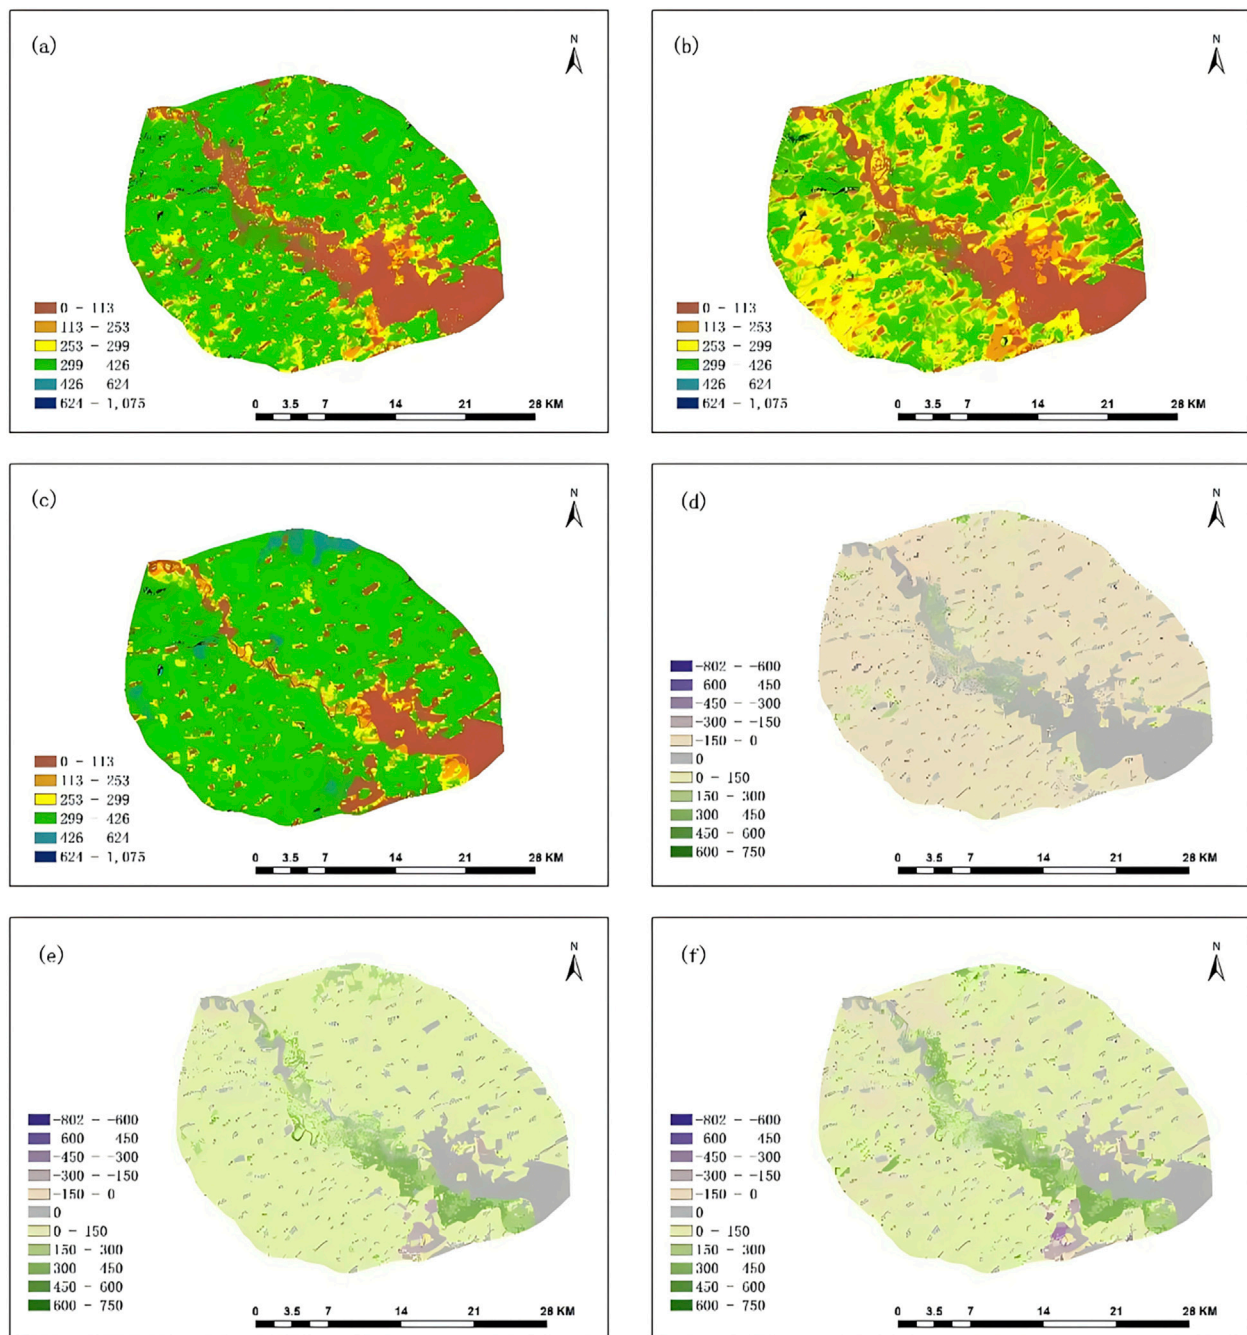 (a)
N
0 - 113
113 - 253
253 - 299
299 426
426 624
624 - 1,075
0 3.5 7 14 21 28 KM
(b)
N
0 - 113
113 - 253
253 - 299
299 426
426 624
624 - 1,075
0 3.5 7 14 21 28 KM
(c)
N
0 - 113
113 - 253
253 - 299
299 - 426
426 624
624 - 1,075
0 3.5 7 14 21 28 KM
(d)
N
-802 - -600
600 450
-450 - -300
-300 - -150
-150 - 0
0
0 - 150
150 - 300
300 450
450 - 600
600 - 750
0 3.5 7 14 21 28 KM
(e)
N
-802 - -600
600 450
-450 - -300
-300 - -150
-150 - 0
0
0 - 150
150 - 300
300 450
450 - 600
600 - 750
0 3.5 7 14 21 28 KM
(f)
N
-802 - -600
600 450
-450 - -300
-300 - -150
-150 - 0
0
0 - 150
150 - 300
300 450
450 - 600
600 - 750
0 3.5 7 14 21 28 KM